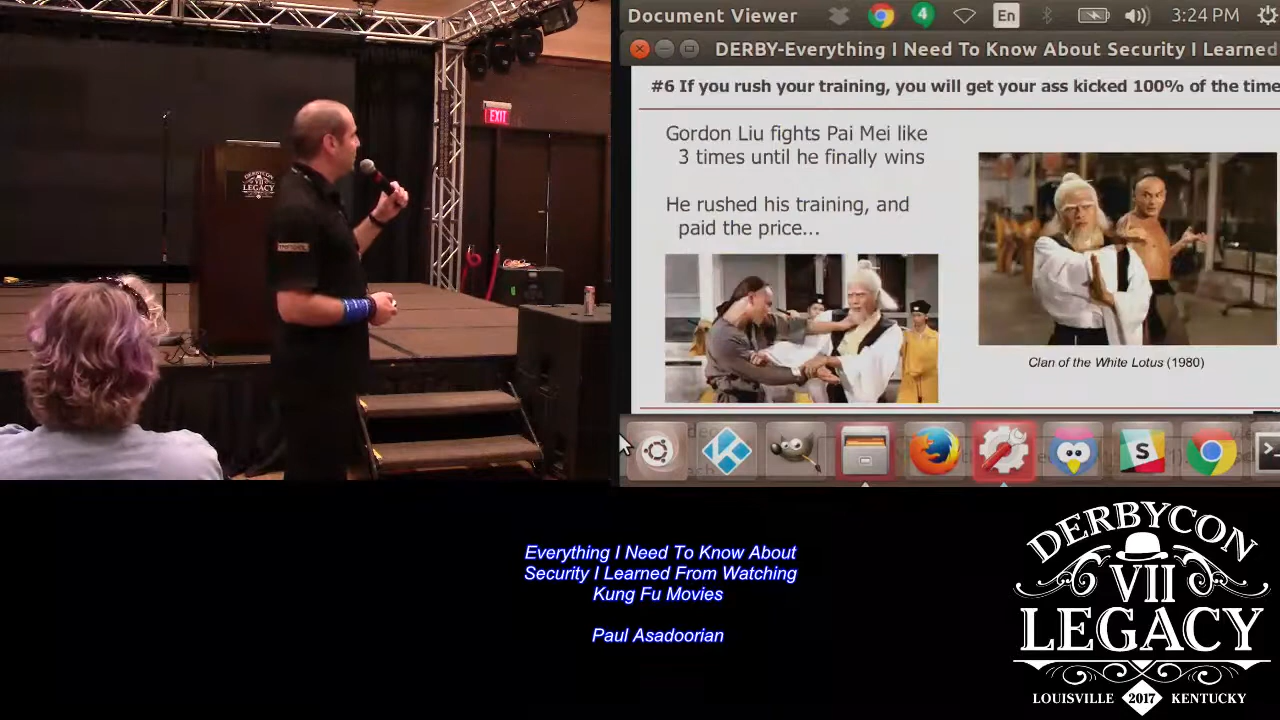 EXIT
DERBYCON
VII
LEGACY
Document Viewer
4
En
3:24 PM
DERBY-Everything I Need To Know About Security I Learned
#6 If you rush your training, you will get your ass kicked 100% of the time
Gordon Liu fights Pai Mei like
3 times until he finally wins
He rushed his training, and
paid the price...
Clan of the White Lotus (1980)
S
Everything I Need To Know About
Security I Learned From Watching
Kung Fu Movies
Paul Asadoorian
DERBYCON
VII
LEGACY
LOUISVILLE 2017 KENTUCKY